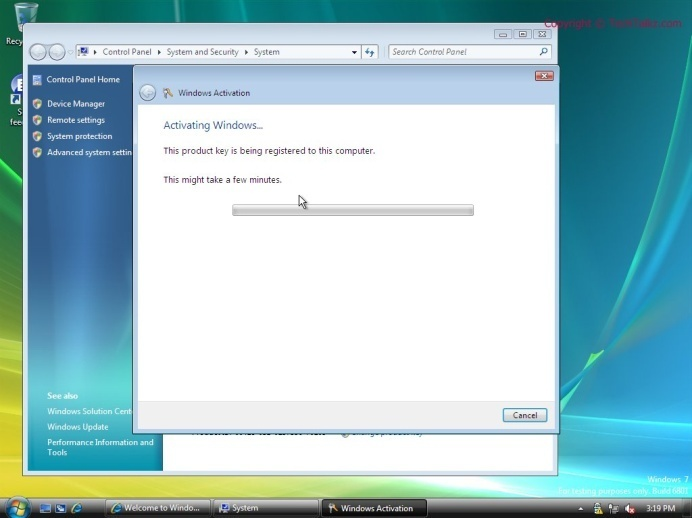 Copyright ©
Recy
Control Panel
System and Security
System
Search Control Panel
Control Panel Home
Device Manager
Remote settings
System protection
Advanced system settin
Windows Activation
Activating Windows...
This product key is being registered to this computer.
This might take a few minutes.
Cancel
See also
Windows Solution Cent
Windows Update
Performance Information and
Tools
Windows 7
For testing purposes only. Build
Welcome to Windo...
System
Windows Activation
3:19 PM